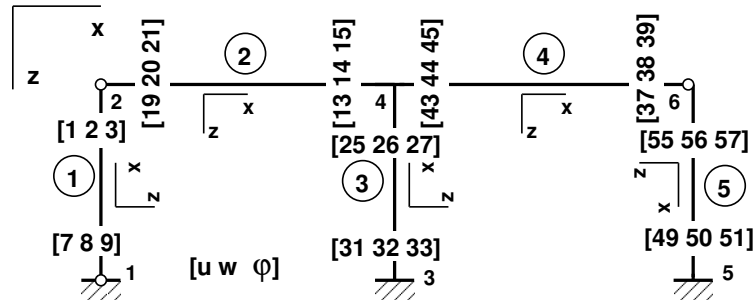 x
z
[19 20 21]
2
[13 14 15]
[43 44 45]
4
[37 38 39]
2
x
z
4
x
z
6
[1 2 3]
[25 26 27]
[55 56 57]
1
x
z
3
x
z
z
x
5
[7 8 9]
[31 32 33]
[49 50 51]
1
[u w φ]
3
5